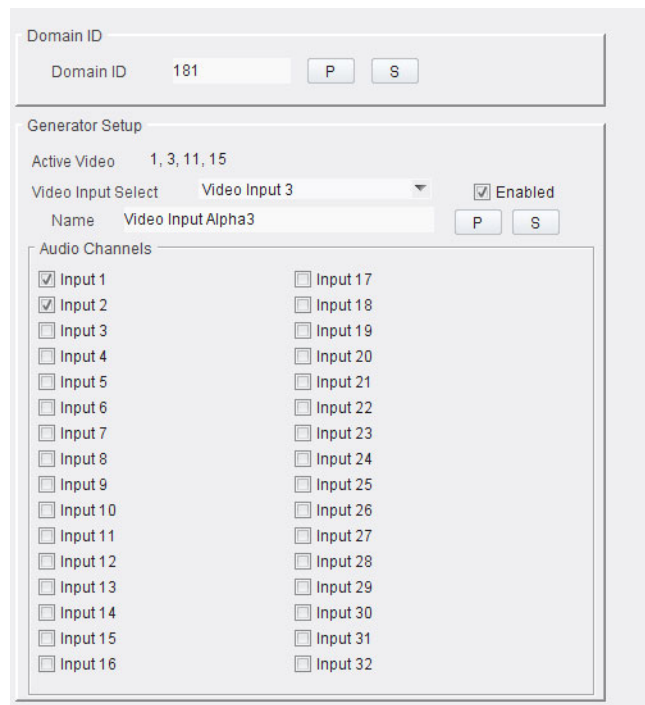 Domain ID
Domain ID 181 P S
Generator Setup
Active Video 1, 3, 11, 15
Video Input Select Video Input 3 Enabled
Name Video Input Alpha3 P S
Audio Channels
Input 1 Input 17
Input 2 Input 18
Input 3 Input 19
Input 4 Input 20
Input 5 Input 21
Input 6 Input 22
Input 7 Input 23
Input 8 Input 24
Input 9 Input 25
Input 10 Input 26
Input 11 Input 27
Input 12 Input 28
Input 13 Input 29
Input 14 Input 30
Input 15 Input 31
Input 16 Input 32